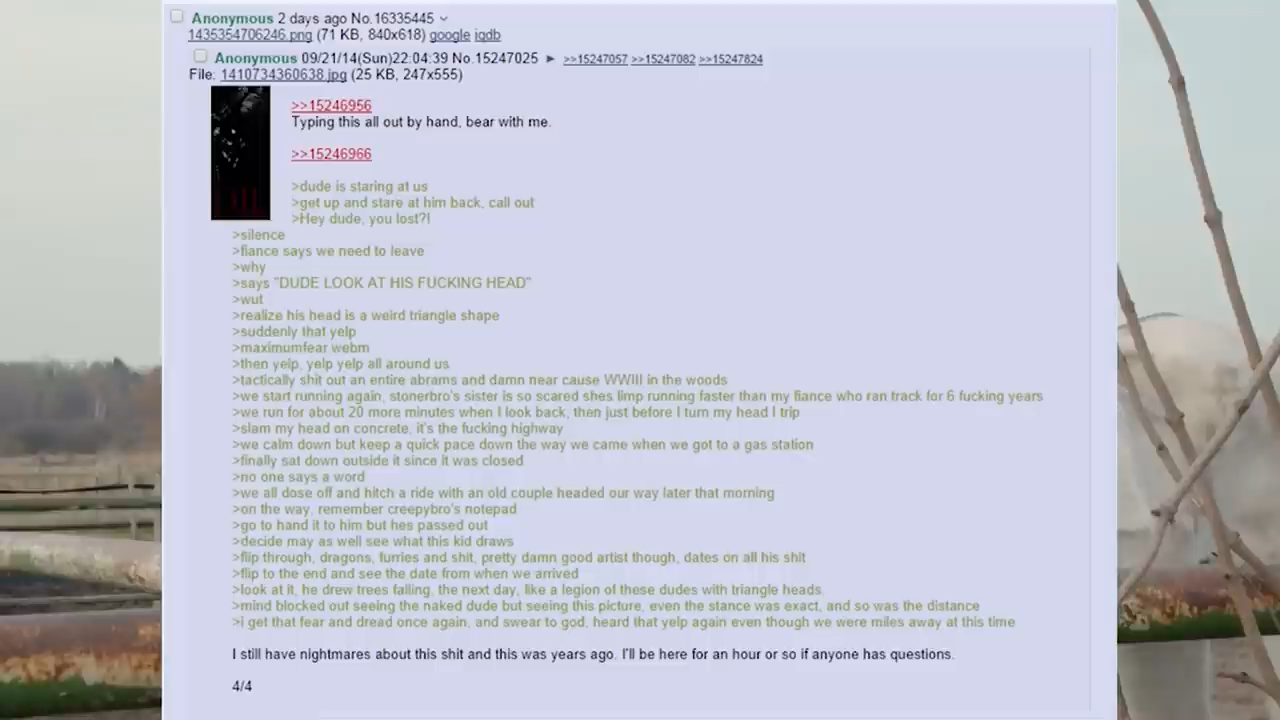 Anonymous 2 days ago No.16335445
1435354706246.png (71 KB, 840x618) google iqdb
Anonymous 09/21/14(Sun)22:04:39 No.15247025 ► >>15247057 >>15247082 >>15247824
File: 1410734360638.jpg (25 KB, 247x555)
>>15246956
Typing this all out by hand, bear with me.
>>15246966
>dude is staring at us
>get up and stare at him back, call out
>Hey dude, you lost?!
>silence
>fiance says we need to leave
>why
>says "DUDE LOOK AT HIS FUCKING HEAD"
>wut
>realize his head is a weird triangle shape
>suddenly that yelp
>maximumfear webm
>then yelp, yelp yelp all around us
>tactically shit out an entire abrams and damn near cause WWIII in the woods
>we start running again, stonerbro's sister is so scared shes limp running faster than my fiance who ran track for 6 fucking years
>we run for about 20 more minutes when I look back, then just before I turn my head I trip
>slam my head on concrete, it's the fucking highway
>we calm down but keep a quick pace down the way we came when we got to a gas station
>finally sat down outside it since it was closed
>no one says a word
>we all dose off and hitch a ride with an old couple headed our way later that morning
>on the way, remember creepybro's notepad
>go to hand it to him but hes passed out
>decide may as well see what this kid draws
>flip through, dragons, furries and shit, pretty damn good artist though, dates on all his shit
>flip to the end and see the date from when we arrived
>look at it, he drew trees falling, the next day, like a legion of these dudes with triangle heads
>mind blocked out seeing the naked dude but seeing this picture, even the stance was exact, and so was the distance
>i get that fear and dread once again, and swear to god, heard that yelp again even though we were miles away at this time
I still have nightmares about this shit and this was years ago. I'll be here for an hour or so if anyone has questions.
4/4